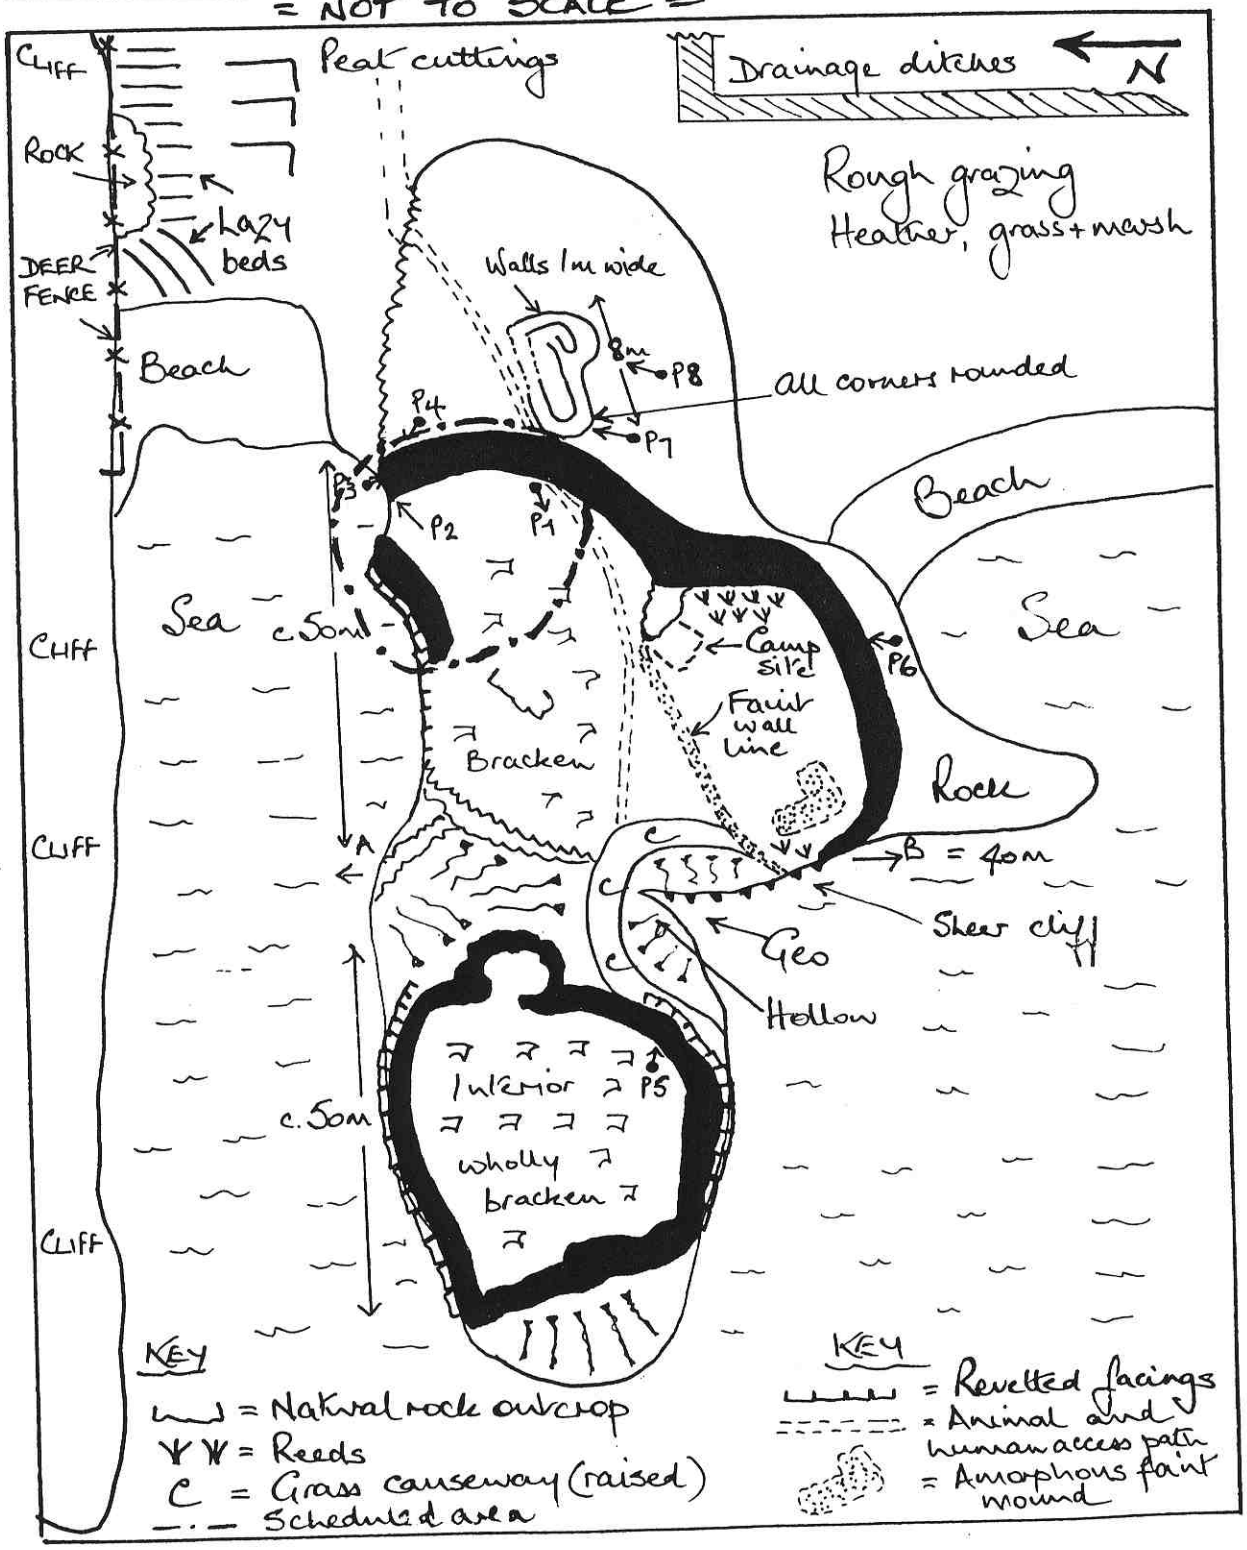 = NOT TO SCALE =
CLIFF
Peat cuttings
Drainage ditches
N
ROCK
Rough grazing
Heather, grass + marsh
Lazy
beds
DEER
FENCE
Walls 1m wide
Beach
8m
P8
All corners rounded
P4
P7
Beach
P3
P2
P1
Sea
c.50m
Sea
CLIFF
Camp
site
P6
Faint
wall
line
Bracken
Rock
CLIFF
A
C
B = 40m
C
Sheer cliff
Geo
C
Hollow
Interior
P5
c.50m
wholly
bracken
CLIFF
KEY
= Natural rock outcrop
= Reeds
C = Grass causeway (raised)
Scheduled area
KEY
= Revetted facings
= Animal and
human access path
= Amorphous faint
mound